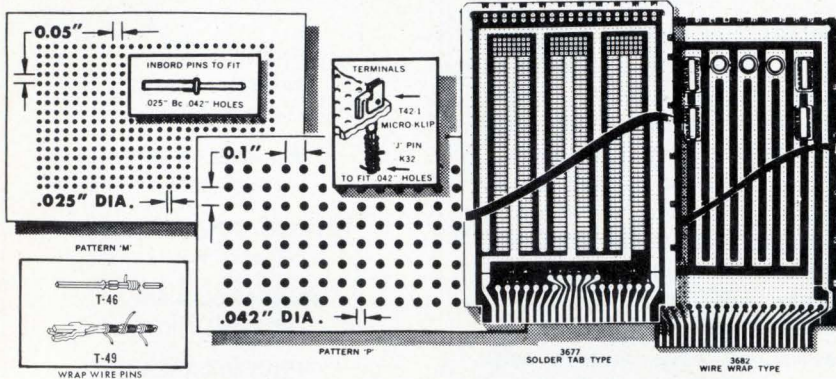 0.05"
INBORD PINS TO FIT
.025" Bc .042" HOLES
.025" DIA.
PATTERN 'M'
T-46
T-49
WRAP WIRE PINS
TERMINALS
T42-1
MICRO-KLIP
'J' PIN
K32
TO FIT .042" HOLES
0.1"
.042" DIA.
PATTERN 'P'
3677
SOLDER TAB TYPE
3682
WIRE WRAP TYPE